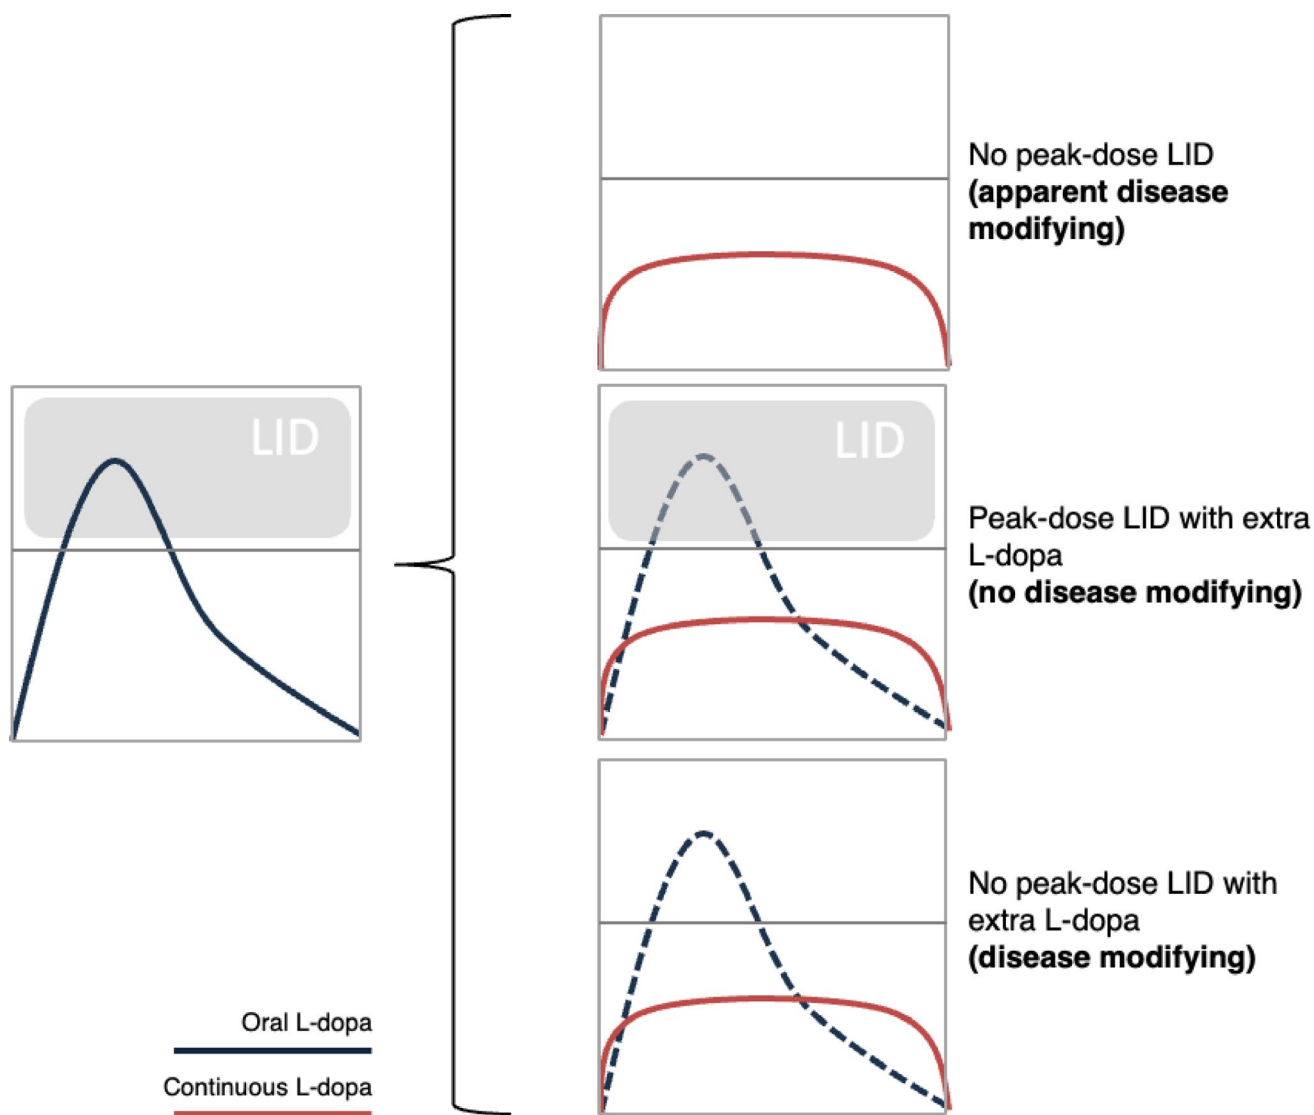 No peak-dose LID
(apparent disease
modifying)
LID
LID
Peak-dose LID with extra
L-dopa
(no disease modifying)
No peak-dose LID with
extra L-dopa
(disease modifying)
Oral L-dopa
Continuous L-dopa